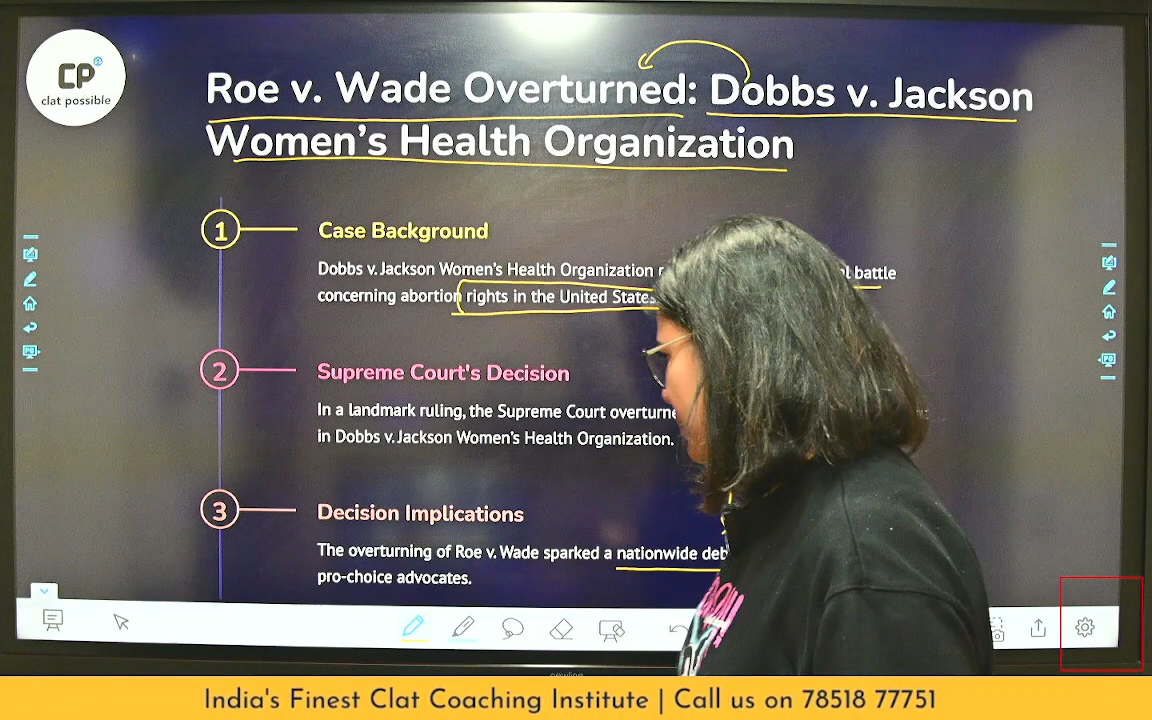 CP
clat possible
Roe v. Wade Overturned: Dobbs v. Jackson
Women's Health Organization
1
Case Background
Dobbs v. Jackson Women's Health Organization
battle
concerning abortion rights in the United States
2
Supreme Court's Decision
In a landmark ruling, the Supreme Court
in Dobbs v. Jackson Women's Health Organization.
3
Decision Implications
The overturning of Roe v. Wade sparked a nationwide
pro-choice advocates.
India's Finest Clat Coaching Institute | Call us on 78518 77751